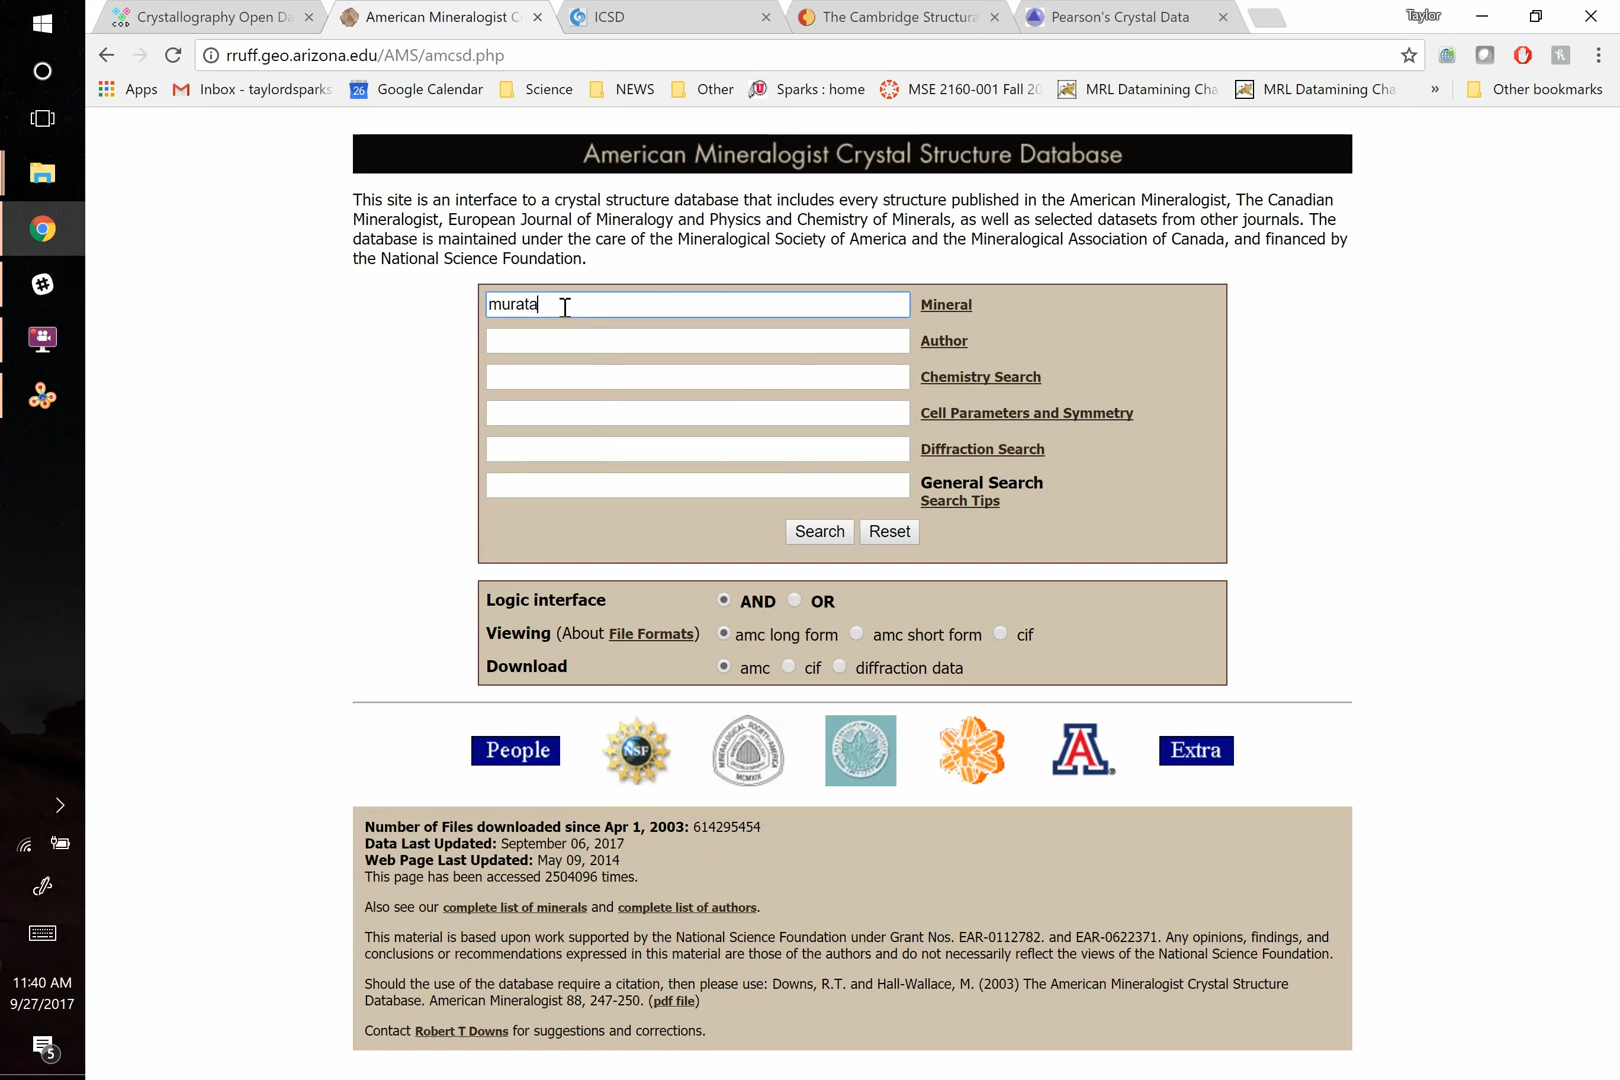 Crystallography Open Da
American Mineralogist C
ICSD
The Cambridge Structura
Pearson's Crystal Data
Taylor
rruff.geo.arizona.edu/AMS/amcsd.php
Apps
Inbox - taylordsparks
26
Google Calendar
Science
NEWS
Other
Sparks : home
MSE 2160-001 Fall 20
MRL Datamining Cha
MRL Datamining Cha
»
Other bookmarks
American Mineralogist Crystal Structure Database
This site is an interface to a crystal structure database that includes every structure published in the American Mineralogist, The Canadian
Mineralogist, European Journal of Mineralogy and Physics and Chemistry of Minerals, as well as selected datasets from other journals. The
database is maintained under the care of the Mineralogical Society of America and the Mineralogical Association of Canada, and financed by
the National Science Foundation.
murata
Mineral
Author
Chemistry Search
Cell Parameters and Symmetry
Diffraction Search
General Search
Search Tips
Search Reset
Logic interface AND OR
Viewing (About File Formats) amc long form amc short form cif
Download amc cif diffraction data
People
NSF
A
Extra
Number of Files downloaded since Apr 1, 2003: 614295454
Data Last Updated: September 06, 2017
Web Page Last Updated: May 09, 2014
This page has been accessed 2504096 times.
Also see our complete list of minerals and complete list of authors.
This material is based upon work supported by the National Science Foundation under Grant Nos. EAR-0112782. and EAR-0622371. Any opinions, findings, and
conclusions or recommendations expressed in this material are those of the authors and do not necessarily reflect the views of the National Science Foundation.
Should the use of the database require a citation, then please use: Downs, R.T. and Hall-Wallace, M. (2003) The American Mineralogist Crystal Structure
Database. American Mineralogist 88, 247-250. (pdf file)
Contact Robert T Downs for suggestions and corrections.
11:40 AM
9/27/2017
5